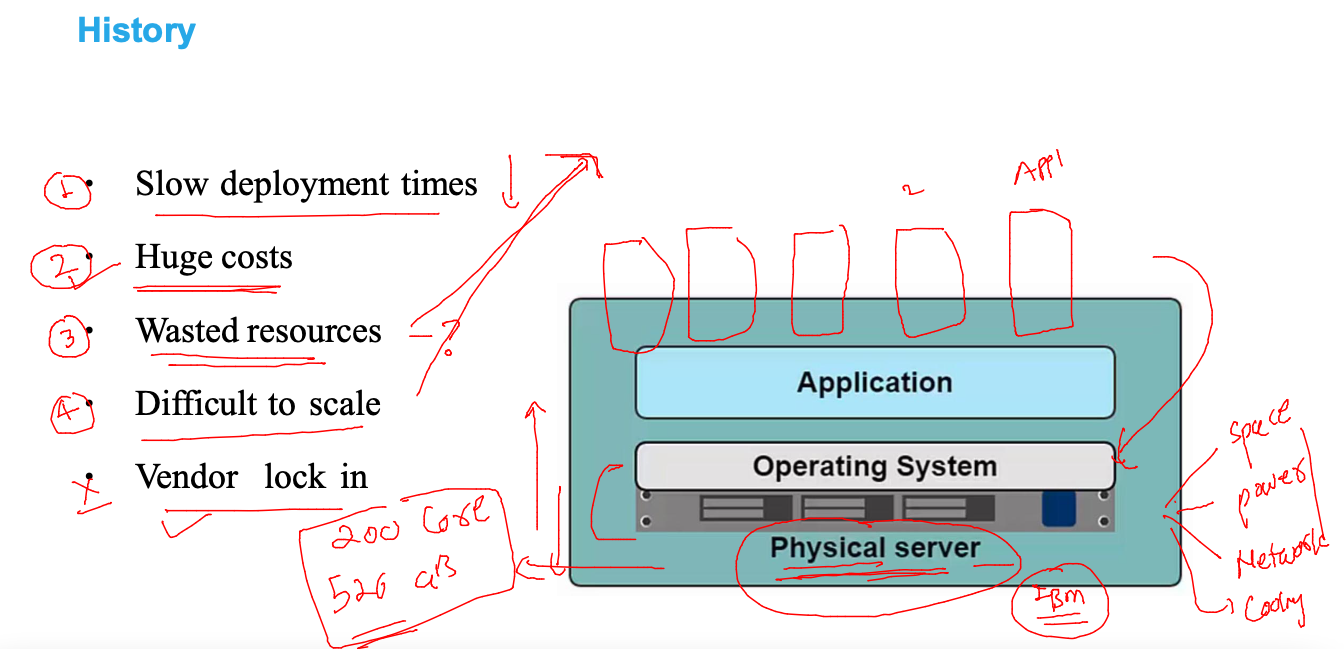 History
1 • Slow deployment times
2 • Huge costs
3 • Wasted resources - ?
4 • Difficult to scale
• Vendor lock in
200 Core
526 GB
2
APP1
Application
Operating System
Physical server
IBM
Space
power
Network